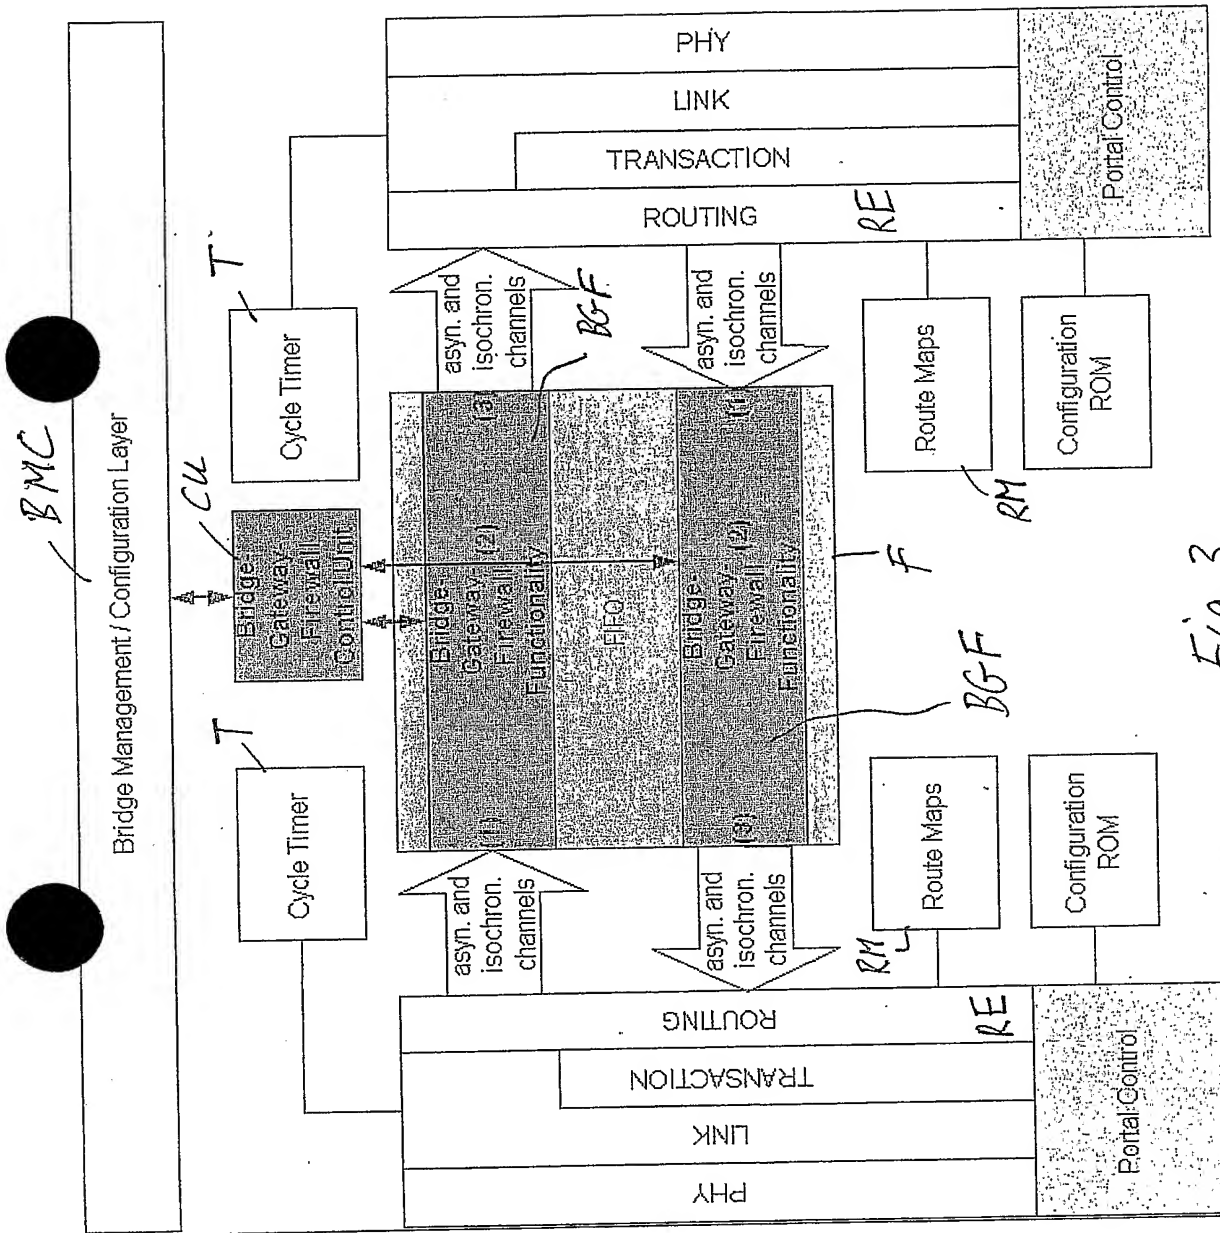 BMC
Bridge Management / Configuration Layer
T
Cycle Timer
CU
Bridge-
Gateway-
Firewall
Control Unit
T
Cycle Timer
PHY
LINK
TRANSACTION
ROUTING
RE
Portal Control
asyn. and
isochron.
channels
asyn. and
isochron.
channels
(1)
Bridge-
Gateway- (2)
Firewall
Functionality
(3)
BGF
FIFO
(3)
Bridge-
Gateway- (2)
Firewall
Functionality
(1)
BGF
F
asyn. and
isochron.
channels
asyn. and
isochron.
channels
PHY
LINK
TRANSACTION
ROUTING
RE
Portal Control
RM
Route Maps
Configuration
ROM
RM
Route Maps
Configuration
ROM
Fig. 3